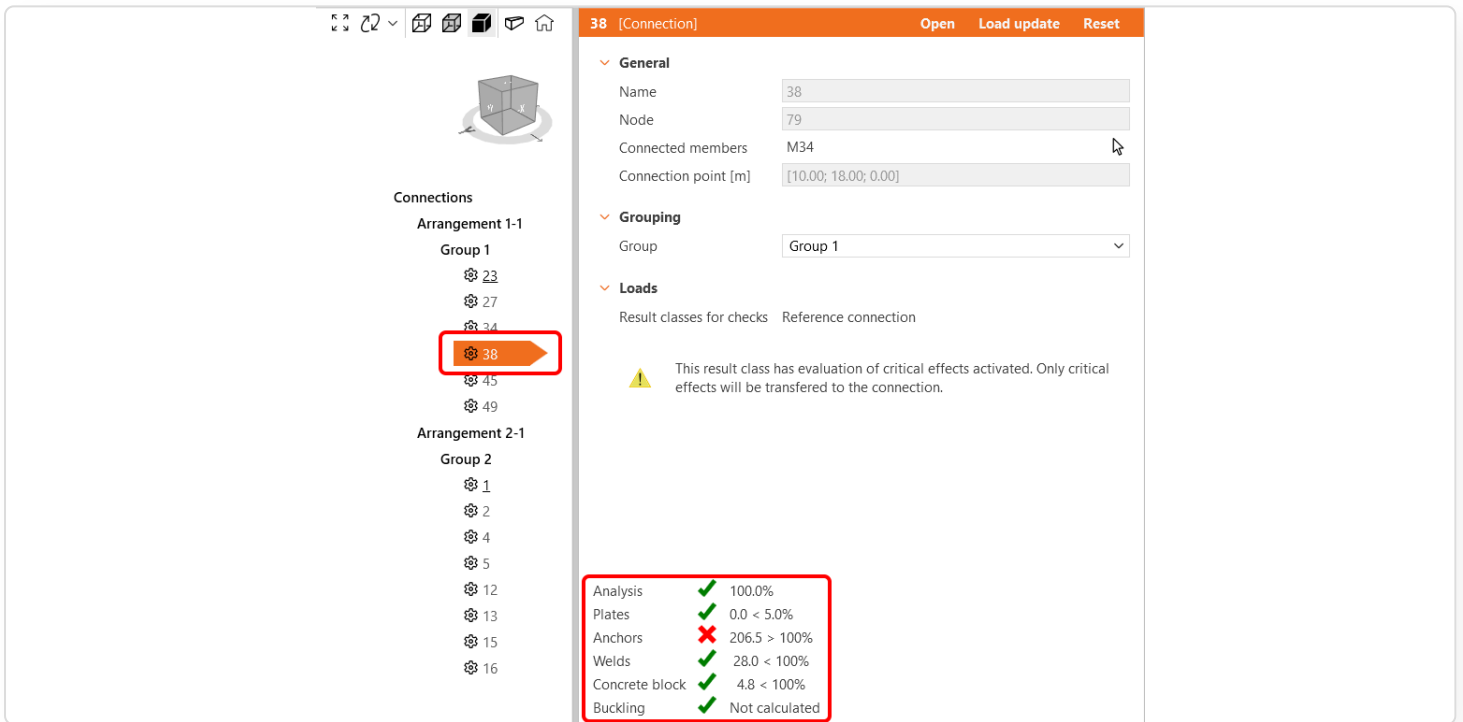 38 [Connection] Open Load update Reset
General
Name 38
Node 79
Connected members M34
Connection point [m] [10.00; 18.00; 0.00]
Grouping
Group Group 1
Loads
Result classes for checks Reference connection
This result class has evaluation of critical effects activated. Only critical
effects will be transfered to the connection.
Connections
Arrangement 1-1
Group 1
23
27
34
38
45
49
Arrangement 2-1
Group 2
1
2
4
5
12
13
15
16
Analysis 100.0%
Plates 0.0 < 5.0%
Anchors 206.5 > 100%
Welds 28.0 < 100%
Concrete block 4.8 < 100%
Buckling Not calculated